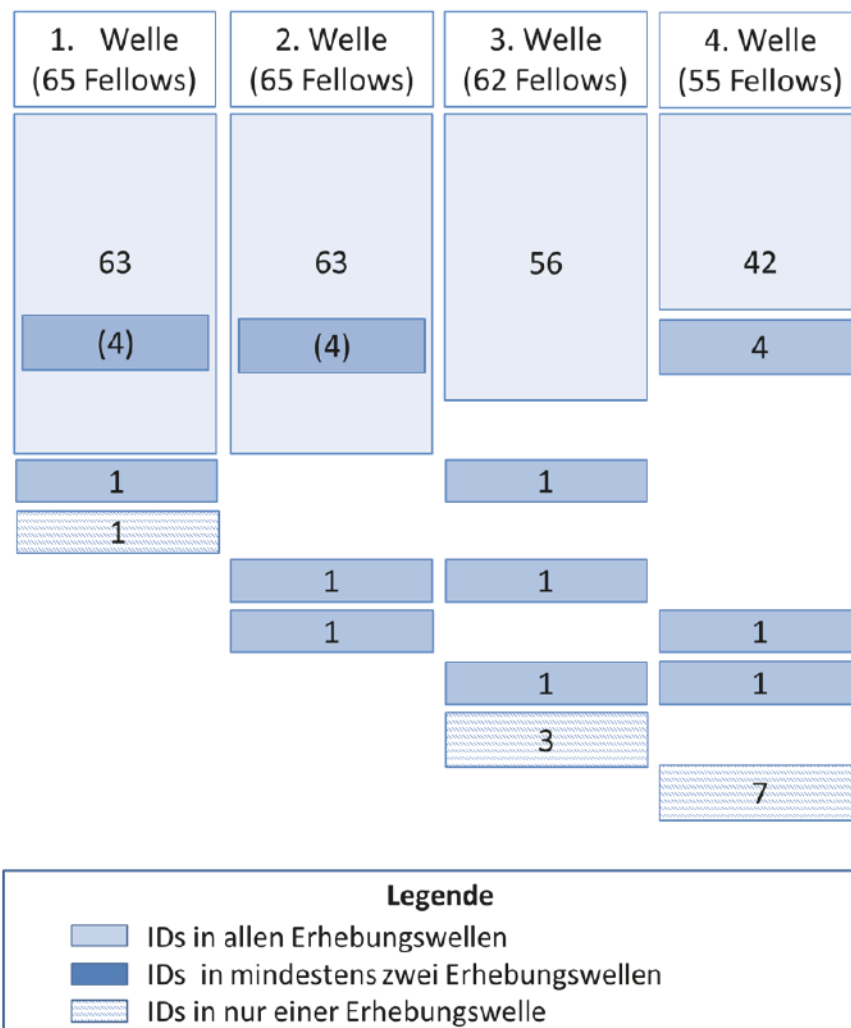 1. Welle 2. Welle 3. Welle 4. Welle
(65 Fellows) (65 Fellows) (62 Fellows) (55 Fellows)
63 63 56 42
(4) (4) 4
1 1
1
1 1
1 1
1 1
3
7
Legende
IDs in allen Erhebungswellen
IDs in mindestens zwei Erhebungswellen
IDs in nur einer Erhebungswelle